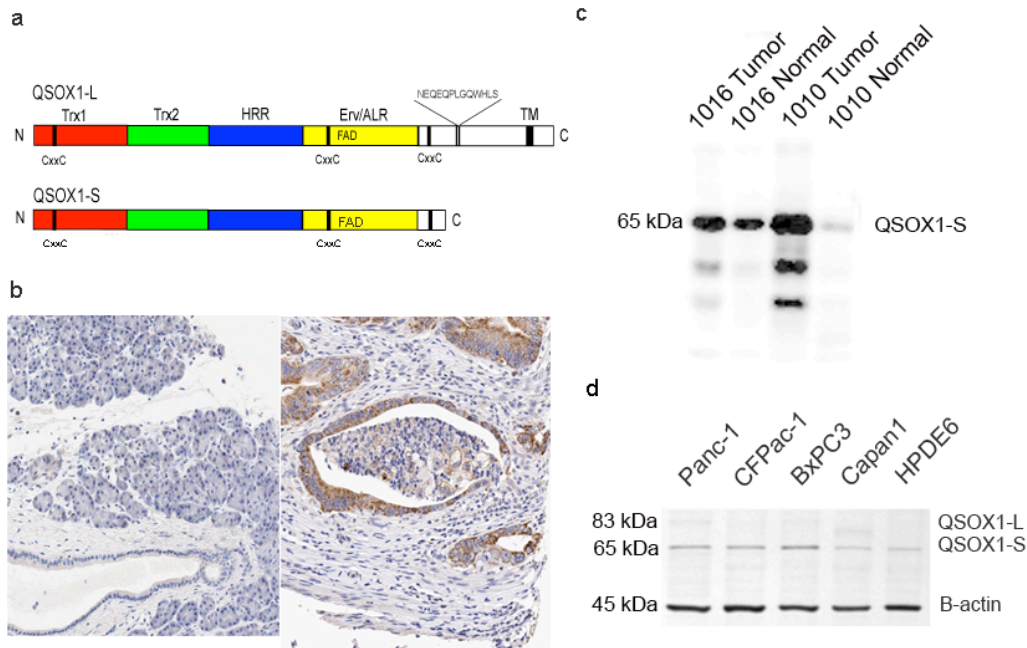 a
QSOX1-L
NEQEQPLGQWHLS
Trx1 Trx2 HRR Erv/ALR TM
N FAD C
CxxC CxxC CxxC
QSOX1-S
N FAD C
CxxC CxxC CxxC
b
c
1016 Tumor
1016 Normal
1010 Tumor
1010 Normal
65 kDa QSOX1-S
d
Panc-1
CFPac-1
BxPC3
Capan1
HPDE6
83 kDa QSOX1-L
65 kDa QSOX1-S
45 kDa B-actin